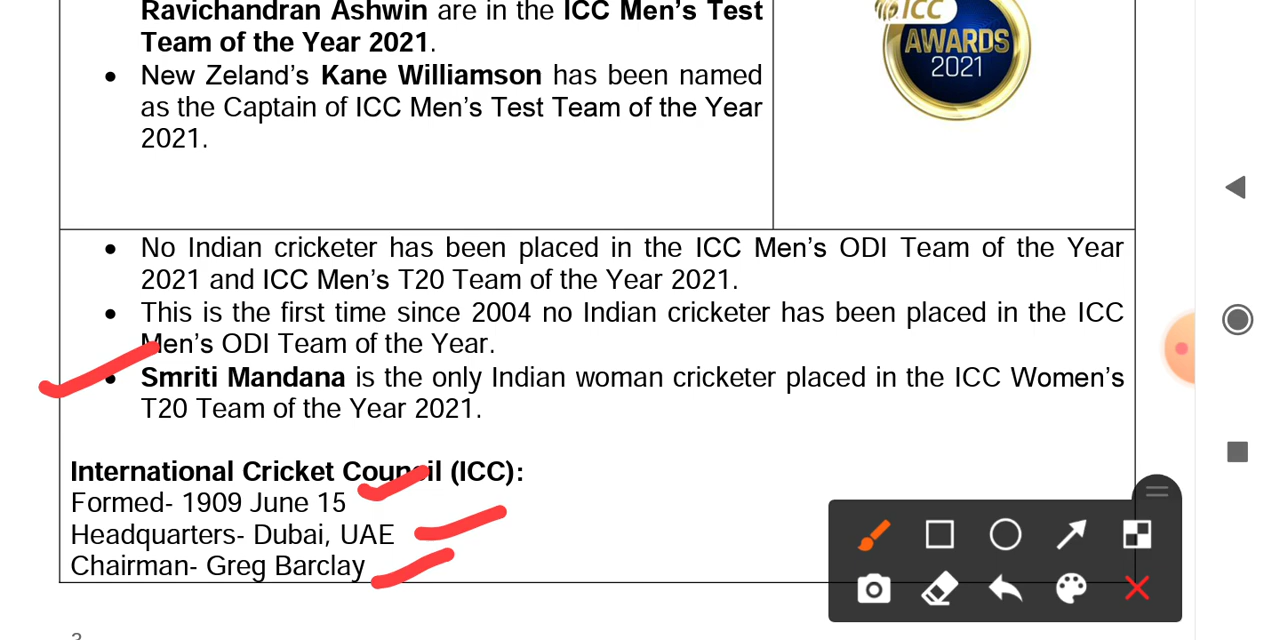 Ravichandran Ashwin are in the ICC Men’s Test
Team of the Year 2021.
• New Zeland’s Kane Williamson has been named
as the Captain of ICC Men’s Test Team of the Year
2021.
ICC
AWARDS
2021
• No Indian cricketer has been placed in the ICC Men’s ODI Team of the Year
2021 and ICC Men’s T20 Team of the Year 2021.
• This is the first time since 2004 no Indian cricketer has been placed in the ICC
Men’s ODI Team of the Year.
• Smriti Mandana is the only Indian woman cricketer placed in the ICC Women’s
T20 Team of the Year 2021.
International Cricket Council (ICC):
Formed- 1909 June 15
Headquarters- Dubai, UAE
Chairman- Greg Barclay